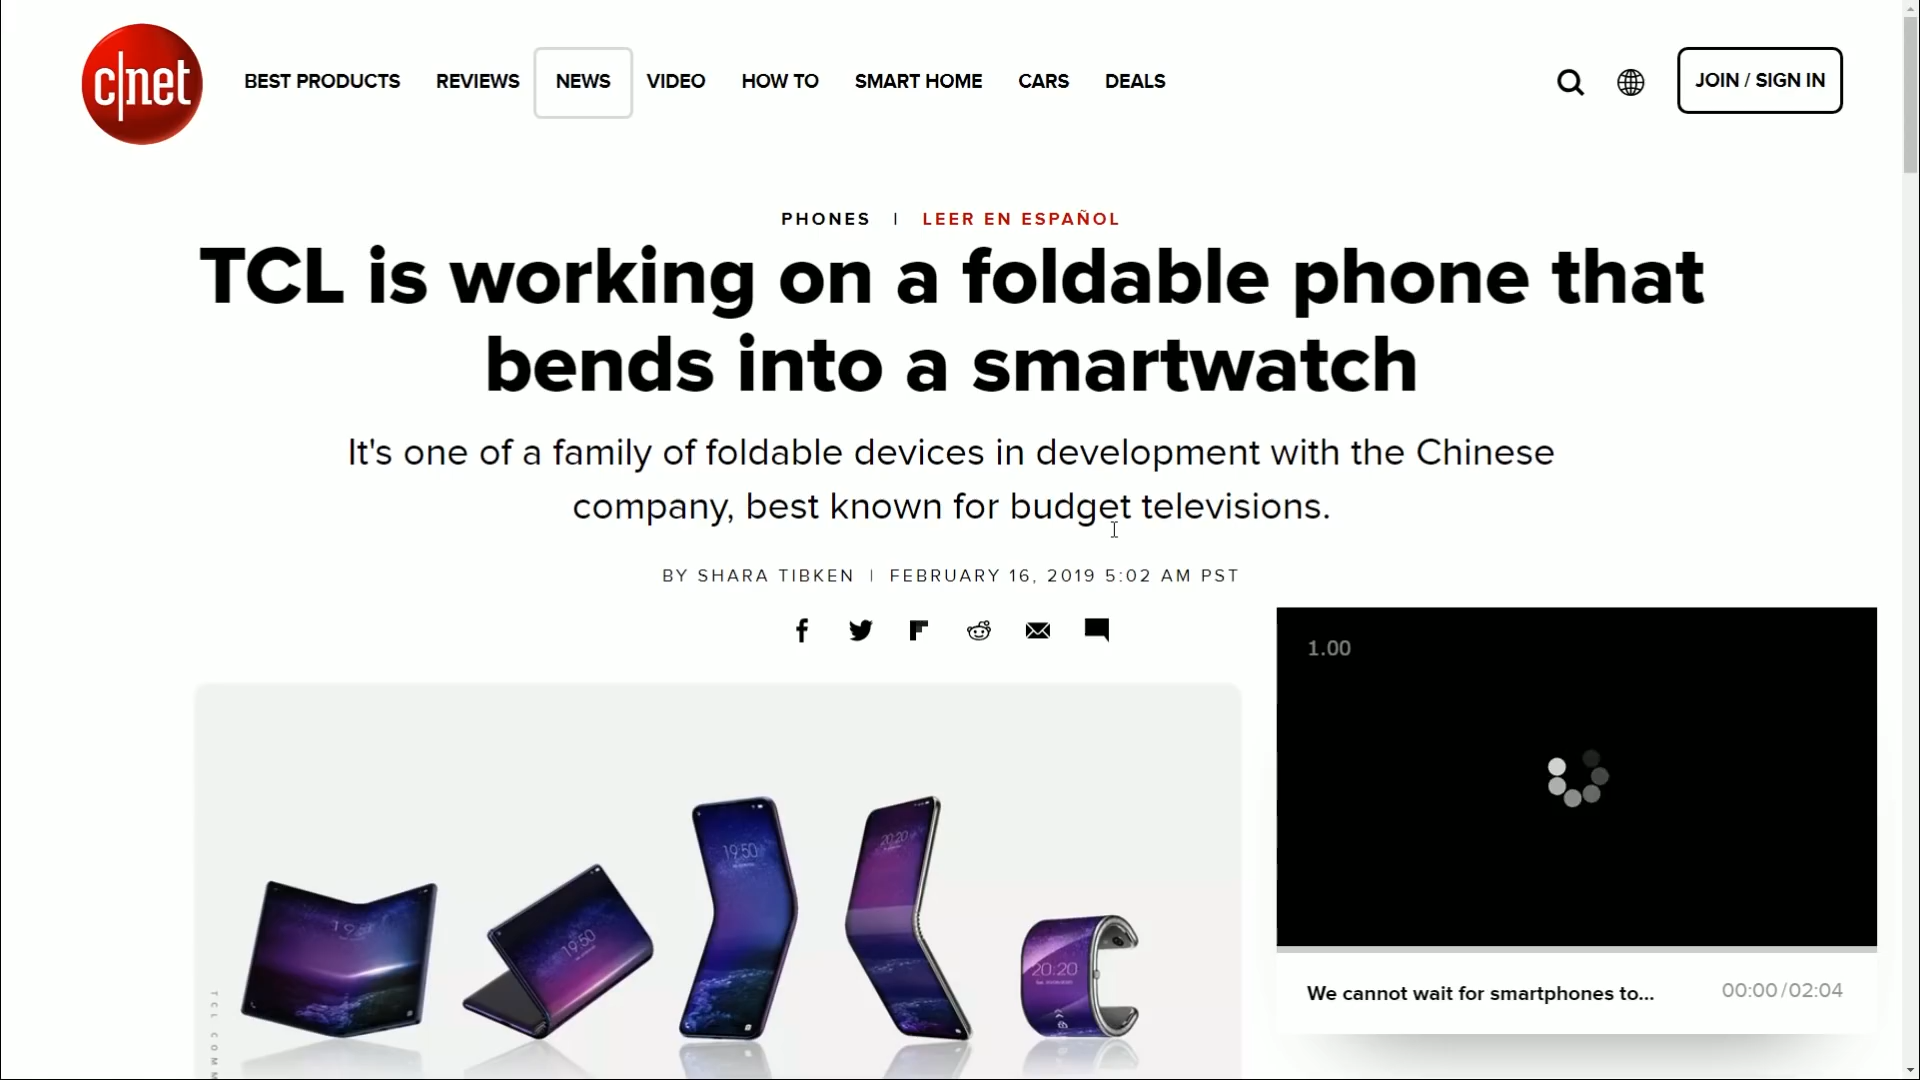 c|net
BEST PRODUCTS
REVIEWS
NEWS
VIDEO
HOW TO
SMART HOME
CARS
DEALS
JOIN / SIGN IN
PHONES | LEER EN ESPAÑOL
TCL is working on a foldable phone that
bends into a smartwatch
It's one of a family of foldable devices in development with the Chinese
company, best known for budget televisions.
BY SHARA TIBKEN | FEBRUARY 16, 2019 5:02 AM PST
1.00
19:50
20:20
19:50
20:20
We cannot wait for smartphones to...
00:00/02:04